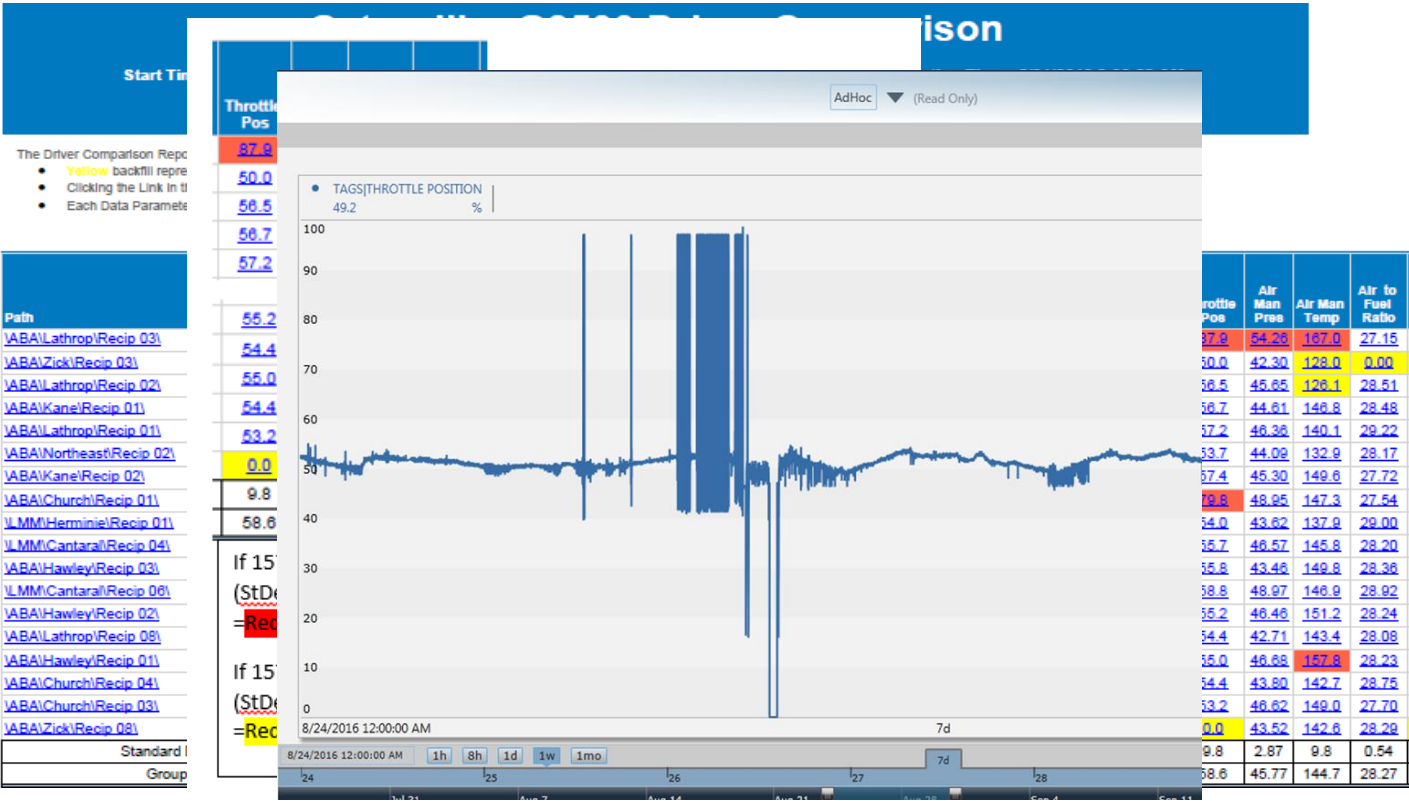 ison
Start Tin
The Driver Comparison Repo
Yellow backfill repre
Clicking the Link in th
Each Data Paramete
Path
\ABA\Lathrop\Recip 03\
\ABA\Zick\Recip 03\
\ABA\Lathrop\Recip 02\
\ABA\Kane\Recip 01\
\ABA\Lathrop\Recip 01\
\ABA\Northeast\Recip 02\
\ABA\Kane\Recip 02\
\ABA\Church\Recip 01\
\LMM\Herminie\Recip 01\
\LMM\Cantaral\Recip 04\
\ABA\Hawley\Recip 03\
\LMM\Cantaral\Recip 06\
\ABA\Hawley\Recip 02\
\ABA\Lathrop\Recip 08\
\ABA\Hawley\Recip 01\
\ABA\Church\Recip 04\
\ABA\Church\Recip 03\
\ABA\Zick\Recip 08\
Standard
Group
Throttle
Pos
87.9
50.0
56.5
56.7
57.2
55.2
54.4
55.0
54.4
53.2
0.0
9.8
58.6
If 15
(StDe
=Red
If 15
(StDe
=Rec
AdHoc (Read Only)
TAGS|THROTTLE POSITION
49.2 %
100
90
80
70
60
50
40
30
20
10
0
8/24/2016 12:00:00 AM 7d
8/24/2016 12:00:00 AM 1h 8h 1d 1w 1mo 7d
24 25 26 27 28
Jul 31 Aug 7 Aug 14 Aug 21 Aug 28 Sep 4 Sep 11
rottle Pos Air Man Pres Air Man Temp Air to Fuel Ratio
37.9 54.26 167.0 27.15
50.0 42.30 128.0 0.00
56.5 45.65 126.1 28.51
56.7 44.61 146.8 28.48
57.2 46.36 140.1 29.22
53.7 44.09 132.9 28.17
57.4 45.30 149.6 27.72
79.8 48.95 147.3 27.54
54.0 43.62 137.9 29.00
55.7 46.57 145.8 28.20
55.8 43.46 149.8 28.36
58.8 48.97 146.9 28.92
55.2 46.46 151.2 28.24
54.4 42.71 143.4 28.08
55.0 46.68 157.8 28.23
54.4 43.80 142.7 28.75
53.2 46.62 149.0 27.70
0.0 43.52 142.6 28.29
9.8 2.87 9.8 0.54
58.6 45.77 144.7 28.27